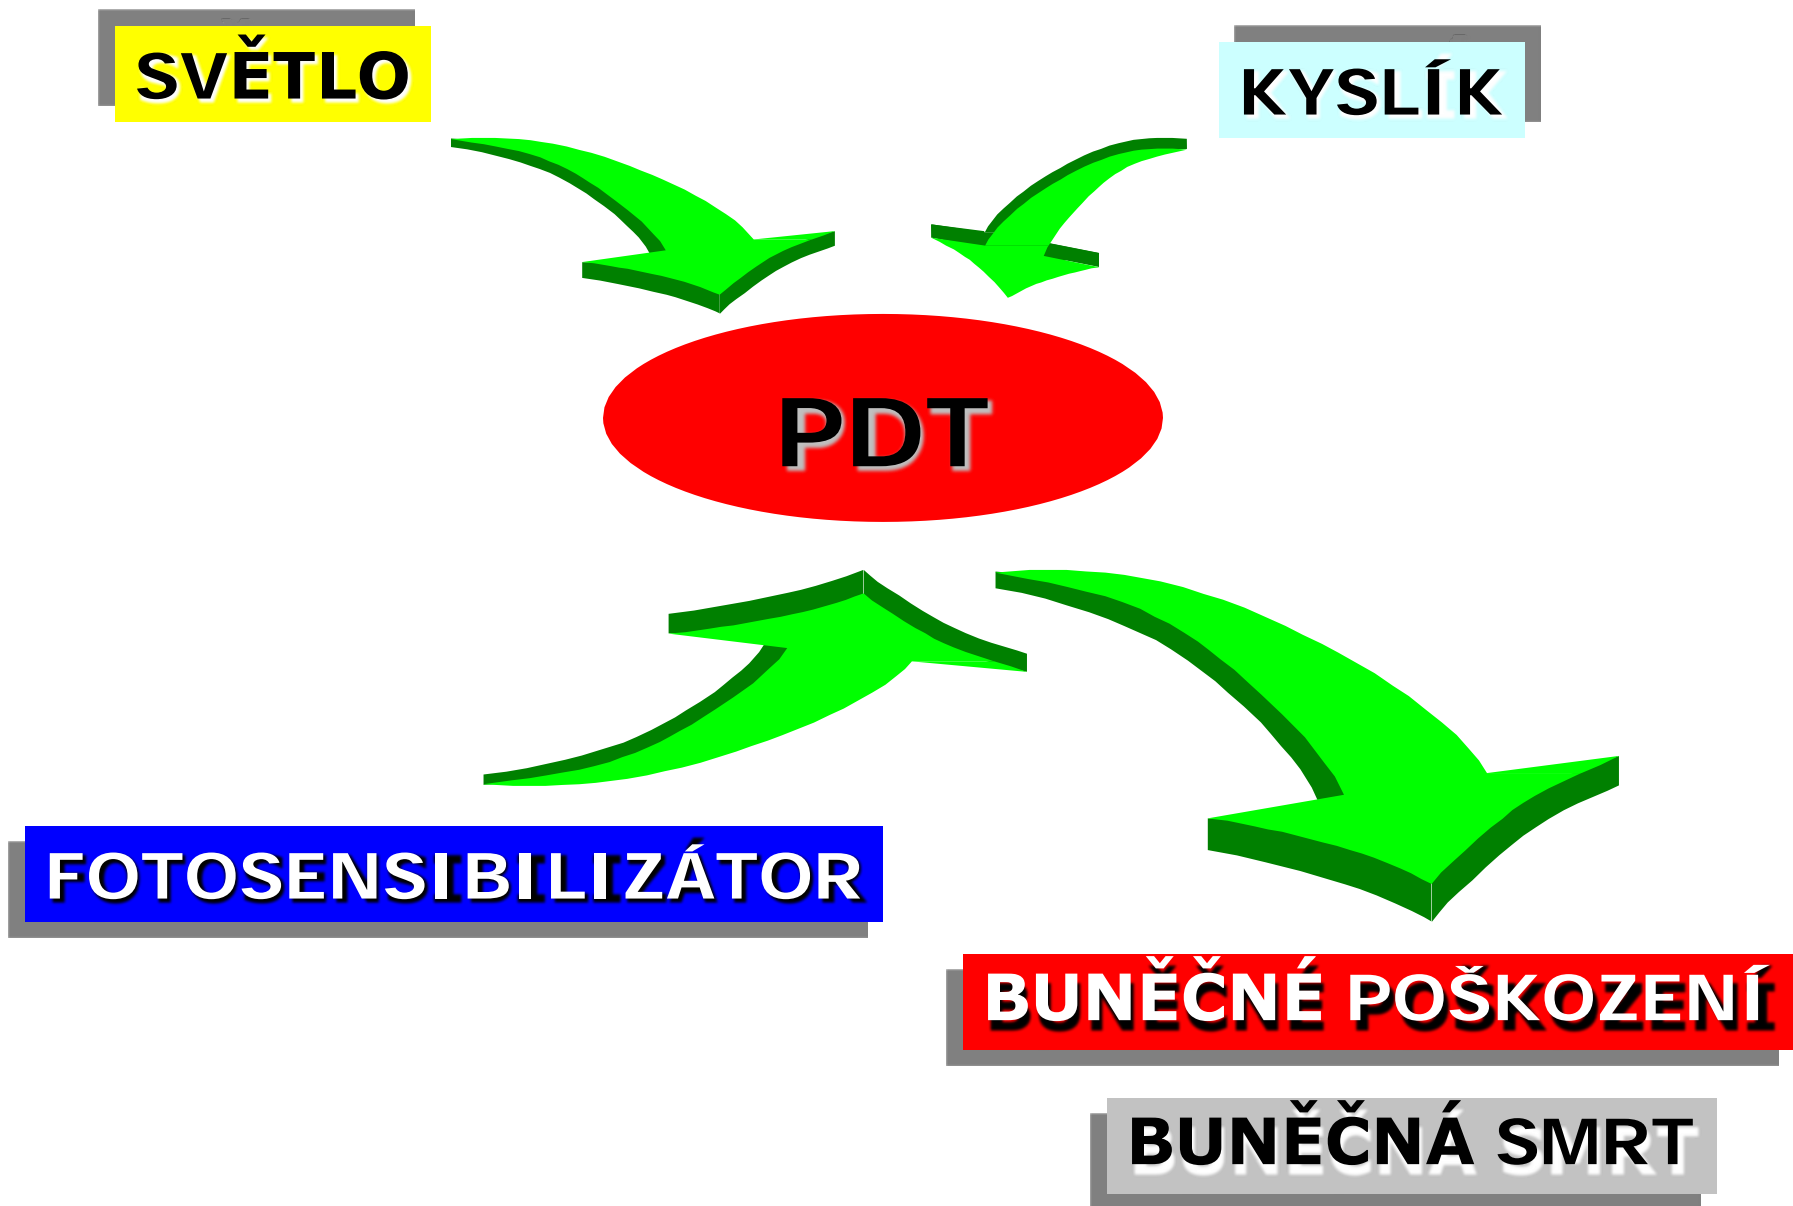 SVĚTLO
KYSLÍK
PDT
FOTOSENSIBILIZÁTOR
BUNĚČNÉ POŠKOZENÍ
BUNĚČNÁ SMRT